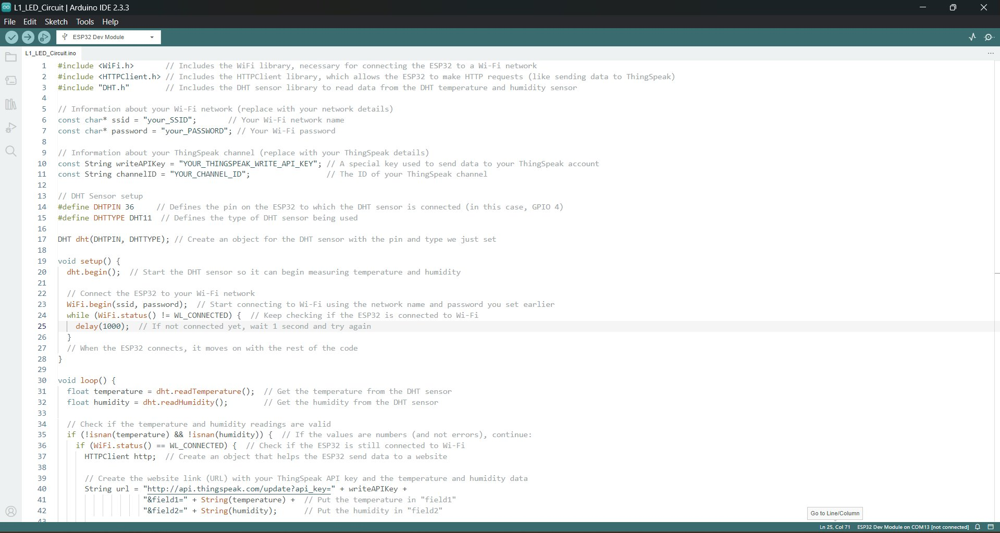 L1_LED_Circuit | Arduino IDE 2.3.3
File Edit Sketch Tools Help
ESP32 Dev Module
L1_LED_Circuit.ino
1 #include <WiFi.h> // Includes the WiFi library, necessary for connecting the ESP32 to a Wi-Fi network
2 #include <HTTPClient.h> // Includes the HTTPClient library, which allows the ESP32 to make HTTP requests (like sending data to ThingSpeak)
3 #include "DHT.h" // Includes the DHT sensor library to read data from the DHT temperature and humidity sensor
4
5 // Information about your Wi-Fi network (replace with your network details)
6 const char* ssid = "your_SSID"; // Your Wi-Fi network name
7 const char* password = "your_PASSWORD"; // Your Wi-Fi password
8
9 // Information about your ThingSpeak channel (replace with your ThingSpeak details)
10 const String writeAPIKey = "YOUR_THINGSPEAK_WRITE_API_KEY"; // A special key used to send data to your ThingSpeak account
11 const String channelID = "YOUR_CHANNEL_ID"; // The ID of your ThingSpeak channel
12
13 // DHT Sensor setup
14 #define DHTPIN 36 // Defines the pin on the ESP32 to which the DHT sensor is connected (in this case, GPIO 4)
15 #define DHTTYPE DHT11 // Defines the type of DHT sensor being used
16
17 DHT dht(DHTPIN, DHTTYPE); // Create an object for the DHT sensor with the pin and type we just set
18
19 void setup() {
20 dht.begin(); // Start the DHT sensor so it can begin measuring temperature and humidity
21
22 // Connect the ESP32 to your Wi-Fi network
23 WiFi.begin(ssid, password); // Start connecting to Wi-Fi using the network name and password you set earlier
24 while (WiFi.status() != WL_CONNECTED) { // Keep checking if the ESP32 is connected to Wi-Fi
25 delay(1000); // If not connected yet, wait 1 second and try again
26 }
27 // When the ESP32 connects, it moves on with the rest of the code
28 }
29
30 void loop() {
31 float temperature = dht.readTemperature(); // Get the temperature from the DHT sensor
32 float humidity = dht.readHumidity(); // Get the humidity from the DHT sensor
33
34 // Check if the temperature and humidity readings are valid
35 if (!isnan(temperature) && !isnan(humidity)) { // If the values are numbers (and not errors), continue:
36 if (WiFi.status() == WL_CONNECTED) { // Check if the ESP32 is still connected to Wi-Fi
37 HTTPClient http; // Create an object that helps the ESP32 send data to a website
38
39 // Create the website link (URL) with your ThingSpeak API key and the temperature and humidity data
40 String url = "http://api.thingspeak.com/update?api_key=" + writeAPIKey +
41 "&field1=" + String(temperature) + // Put the temperature in "field1"
42 "&field2=" + String(humidity); // Put the humidity in "field2"
43
Go to Line/Column
Ln 25, Col 71 ESP32 Dev Module on COM13 [not connected]